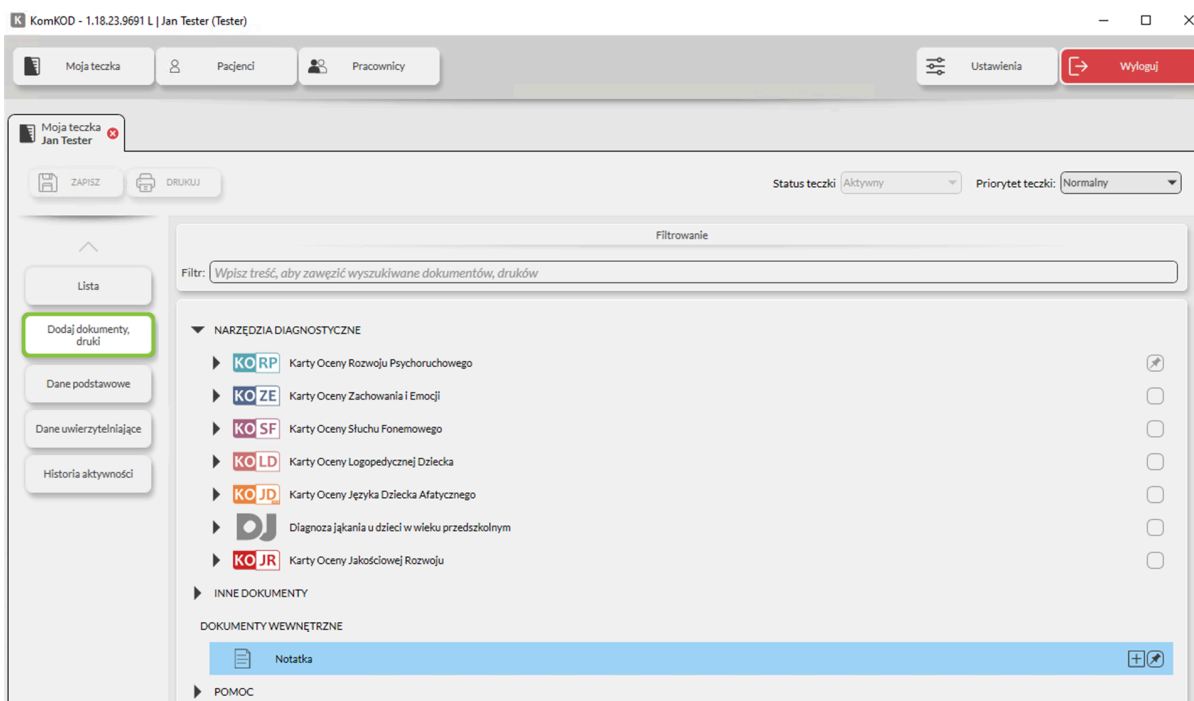 KomKOD - 1.18.23.9691 L | Jan Tester (Tester)
Moja teczka
Pacjenci
Pracownicy
Ustawienia
Wyloguj
Moja teczka
Jan Tester
ZAPISZ
DRUKUJ
Status teczki Aktywny
Priorytet teczki: Normalny
Filtrowanie
Filtr: Wpisz treść, aby zawęzić wyszukiwane dokumentów, druków
Lista
Dodaj dokumenty,
druki
Dane podstawowe
Dane uwierzytelniające
Historia aktywności
NARZĘDZIA DIAGNOSTYCZNE
KORP Karty Oceny Rozwoju Psychoruchowego
KOZE Karty Oceny Zachowania i Emocji
KOSF Karty Oceny Słuchu Fonemowego
KOLD Karty Oceny Logopedycznej Dziecka
KOJD Karty Oceny Języka Dziecka Afatycznego
DJ Diagnoza jąkania u dzieci w wieku przedszkolnym
KOJR Karty Oceny Jakościowej Rozwoju
INNE DOKUMENTY
DOKUMENTY WEWNĘTRZNE
Notatka
POMOC